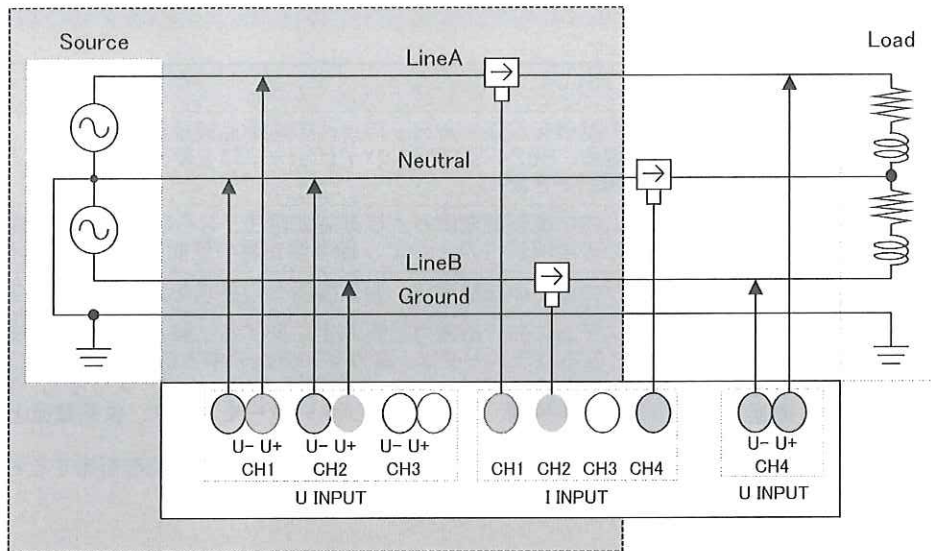 Source
Load
LineA
Neutral
LineB
Ground
U- U+ U- U+ U- U+
CH1 CH2 CH3
U INPUT
CH1 CH2 CH3 CH4
I INPUT
U- U+
CH4
U INPUT